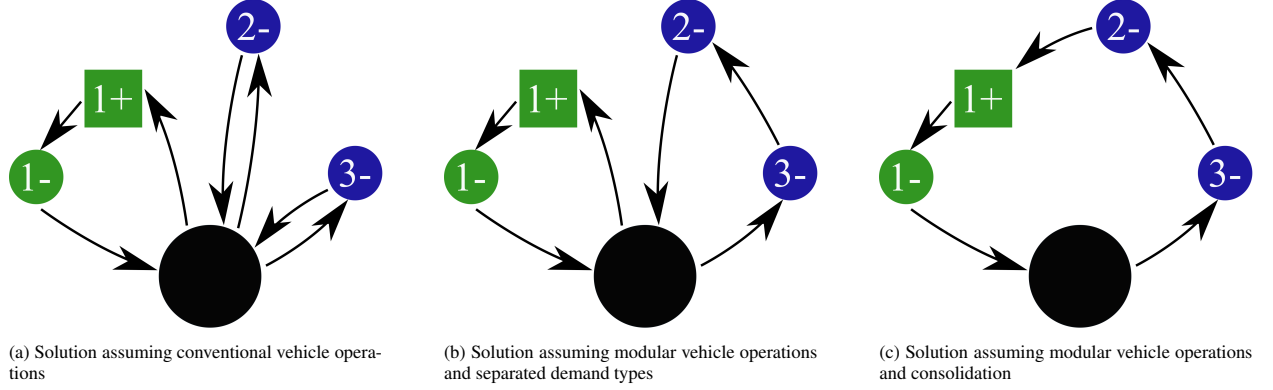 2-
1+
1-
3-
(a) Solution assuming conventional vehicle opera-
tions
2-
1+
1-
3-
(b) Solution assuming modular vehicle operations
and separated demand types
2-
1+
1-
3-
(c) Solution assuming modular vehicle operations
and consolidation